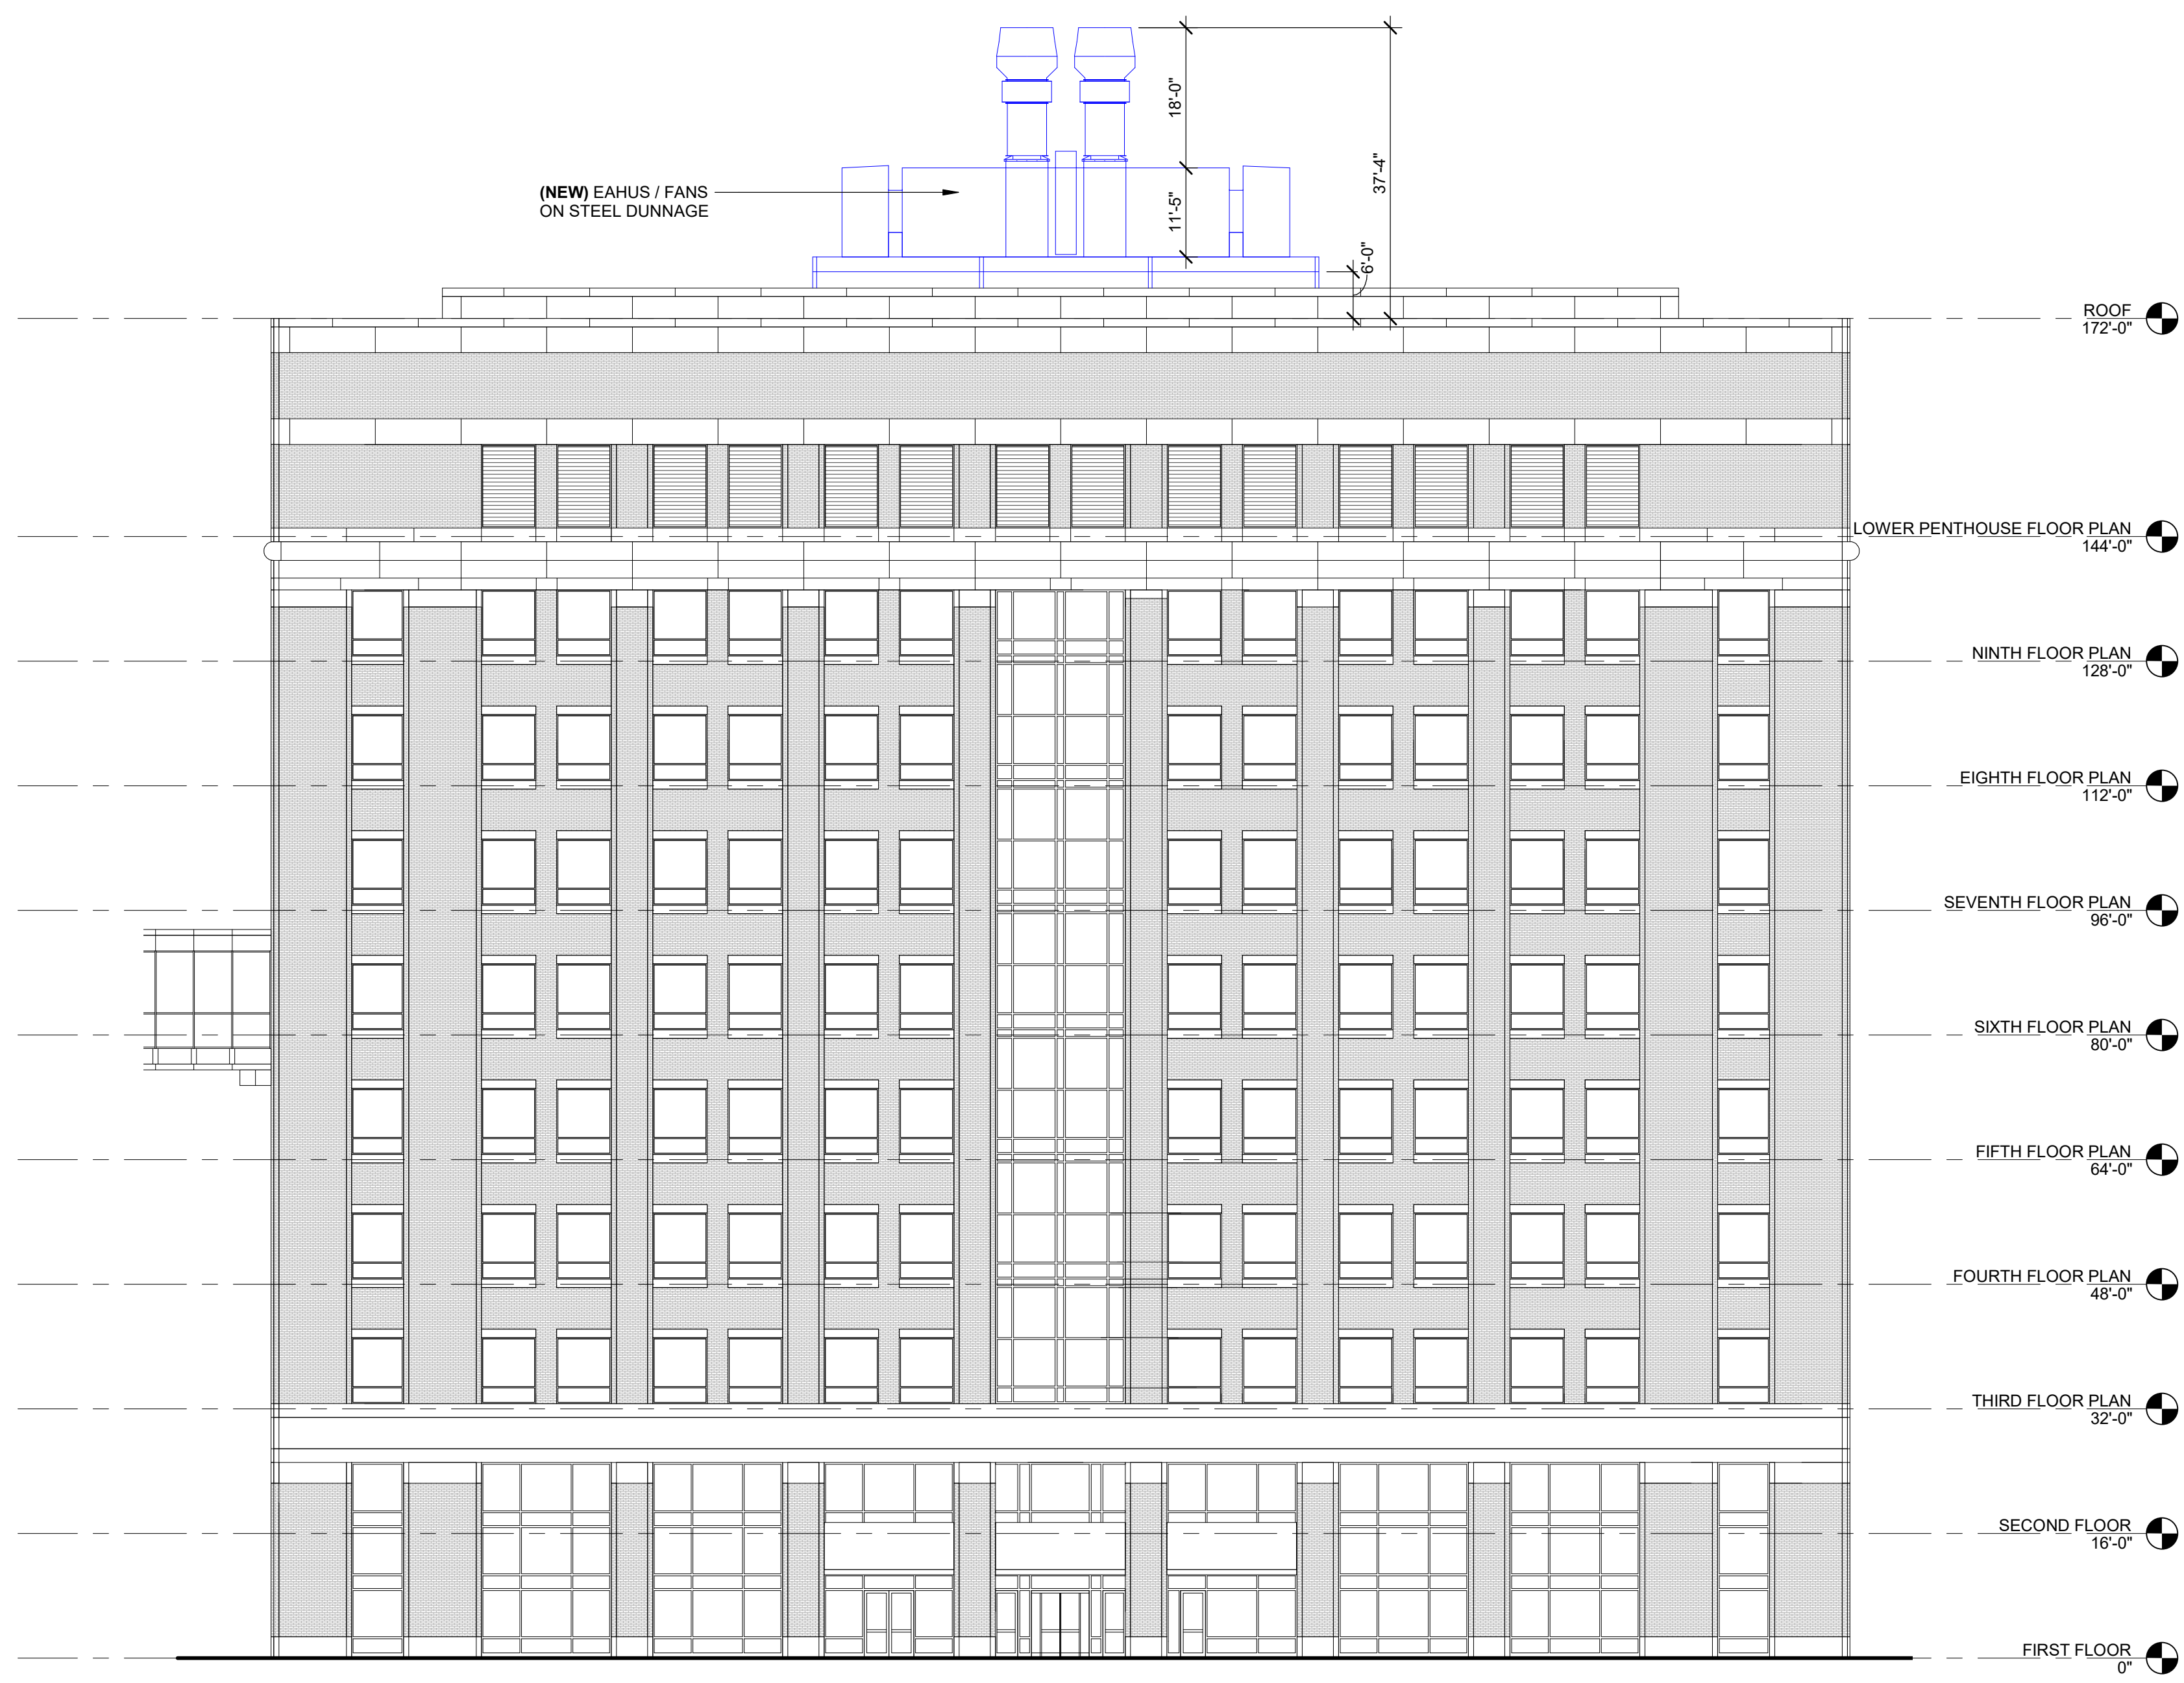 18'-0"
37'-4"
11'-5"
(NEW) EAHUS / FANS
ON STEEL DUNNAGE
6'-0"
ROOF
172'-0"
LOWER PENTHOUSE FLOOR PLAN
144'-0"
NINTH FLOOR PLAN
128'-0"
EIGHTH FLOOR PLAN
112'-0"
SEVENTH FLOOR PLAN
96'-0"
SIXTH FLOOR PLAN
80'-0"
FIFTH FLOOR PLAN
64'-0"
FOURTH FLOOR PLAN
48'-0"
THIRD FLOOR PLAN
32'-0"
SECOND FLOOR
16'-0"
FIRST FLOOR
0"